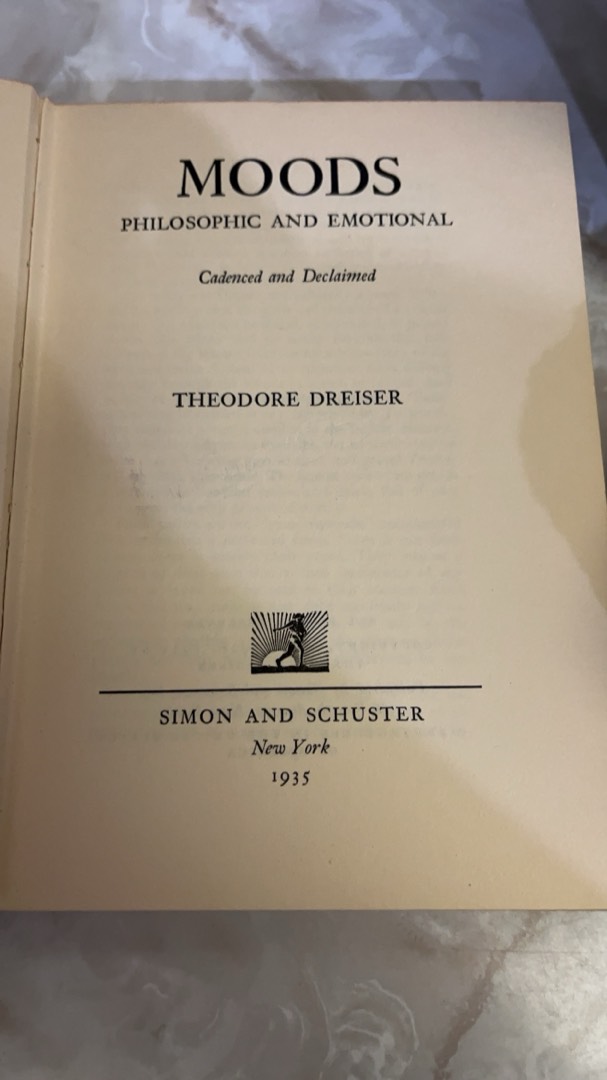 MOODS
PHILOSOPHIC AND EMOTIONAL
Cadenced and Declaimed
THEODORE DREISER
SIMON AND SCHUSTER
New York
1935